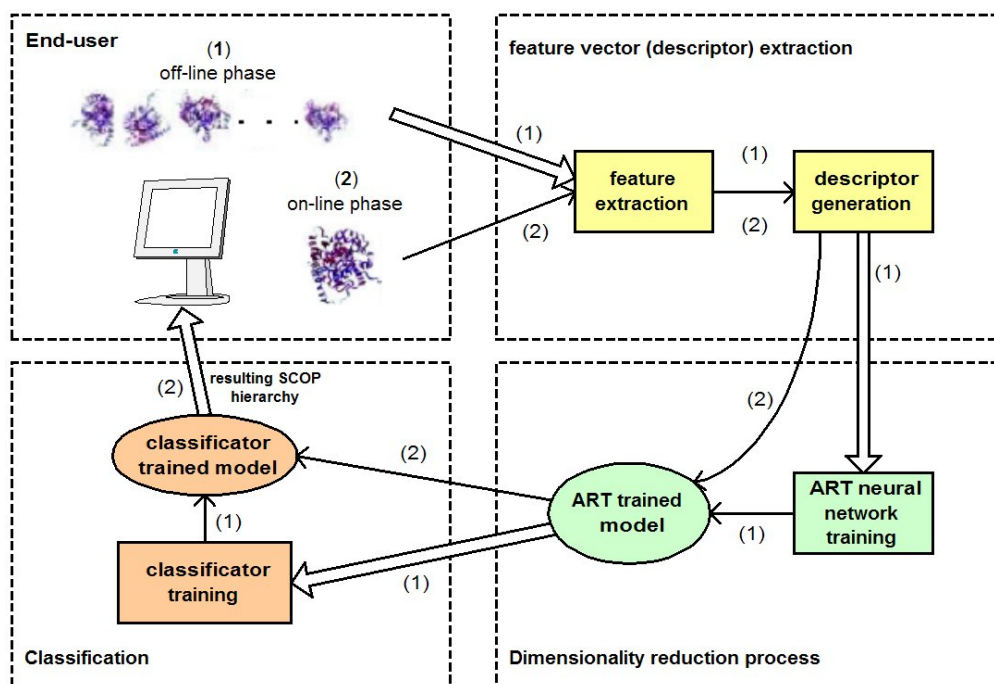 End-user
(1)
off-line phase
(2)
on-line phase
feature vector (descriptor) extraction
(1)
(2)
feature
extraction
(1)
(2)
descriptor
generation
(1)
(2)
(2)
resulting SCOP
hierarchy
classificator
trained model
(1)
classificator
training
(2)
(1)
Classification
ART trained
model
(1)
ART neural
network
training
Dimensionality reduction process